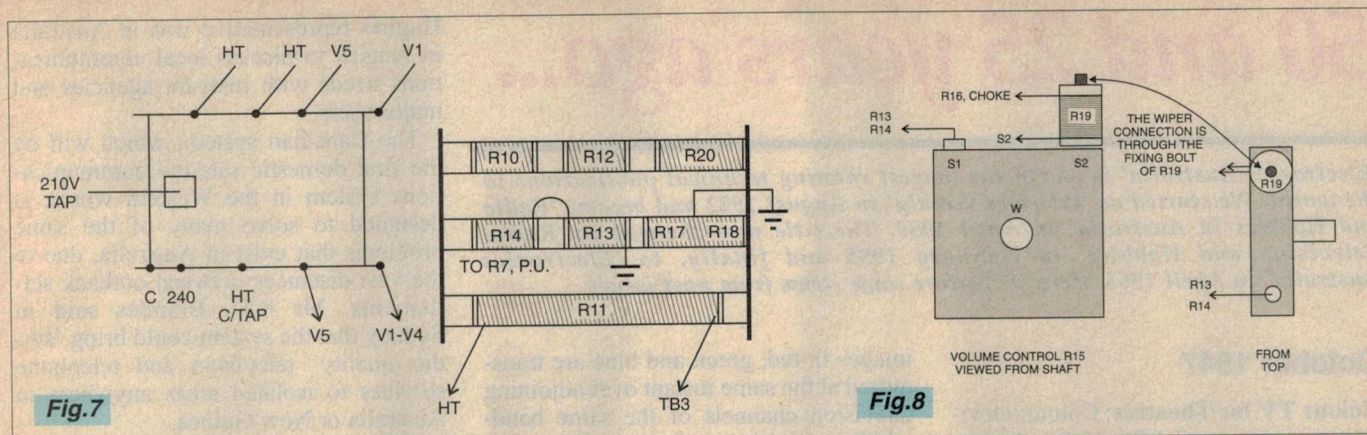 HT HT V5 V1
210V
TAP
C 240 HT
C/TAP
V5 V1-V4
Fig.7
R10 R12 R20
R14 R13 R17 R18
TO R7, P.U.
R11
HT TB3
R16, CHOKE
R13
R14
S2
R19
S1 S2
W
THE WIPER
CONNECTION IS
THROUGH THE
FIXING BOLT
OF R19
R19
R13
R14
VOLUME CONTROL R15
VIEWED FROM SHAFT
FROM
TOP
Fig.8